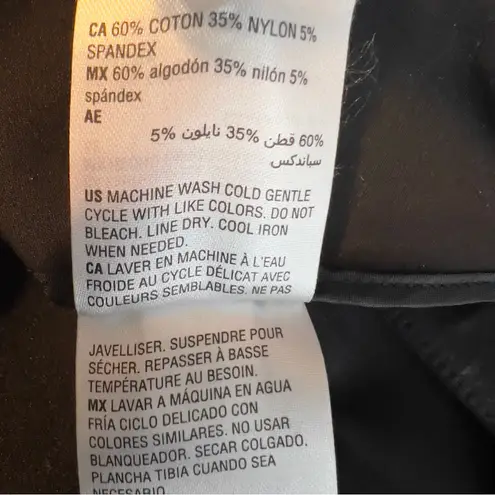 CA 60% COTON 35% NYLON 5%
SPANDEX
MX 60% algodón 35% nilón 5%
spándex
AE
60% قطن 35% نايلون 5%
سباندكس
US MACHINE WASH COLD GENTLE
CYCLE WITH LIKE COLORS. DO NOT
BLEACH. LINE DRY. COOL IRON
WHEN NEEDED.
CA LAVER EN MACHINE À L'EAU
FROIDE AU CYCLE DÉLICAT AVEC
COULEURS SEMBLABLES. NE PAS
JAVELLISER. SUSPENDRE POUR
SÉCHER. REPASSER À BASSE
TEMPÉRATURE AU BESOIN.
MX LAVAR A MÁQUINA EN AGUA
FRÍA CICLO DELICADO CON
COLORES SIMILARES. NO USAR
BLANQUEADOR. SECAR COLGADO.
PLANCHA TIBIA CUANDO SEA
NECESARIO